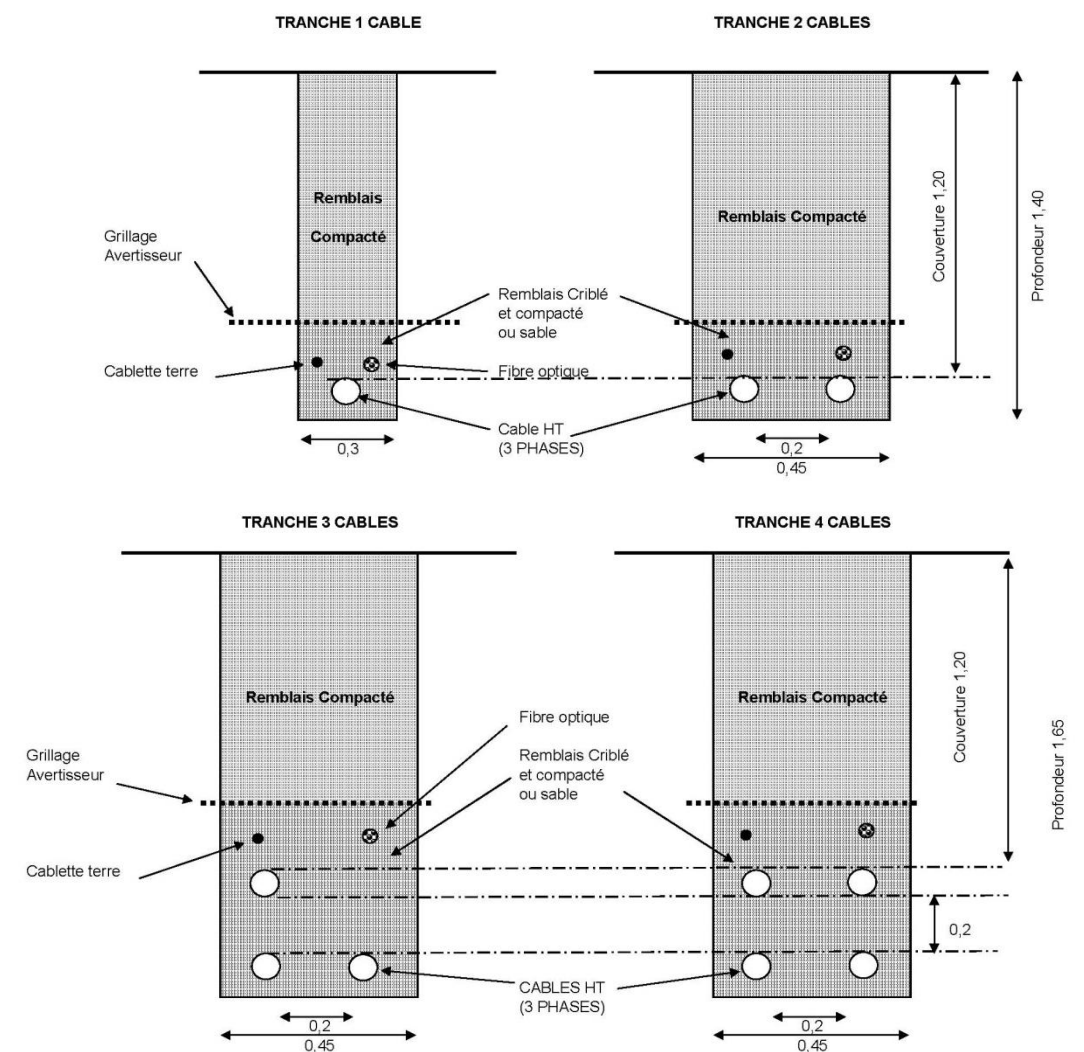 TRANCHE 1 CABLE
TRANCHE 2 CABLES
Remblais
Compacté
Remblais Compacté
Couverture 1,20
Profondeur 1,40
Grillage
Avertisseur
Remblais Criblé
et compacté
ou sable
Cablette terre
Fibre optique
Cable HT
(3 PHASES)
0,3
0,2
0,45
TRANCHE 3 CABLES
TRANCHE 4 CABLES
Remblais Compacté
Remblais Compacté
Couverture 1,20
Profondeur 1,65
Fibre optique
Grillage
Avertisseur
Remblais Criblé
et compacté
ou sable
Cablette terre
0,2
CABLES HT
(3 PHASES)
0,2
0,45
0,2
0,45